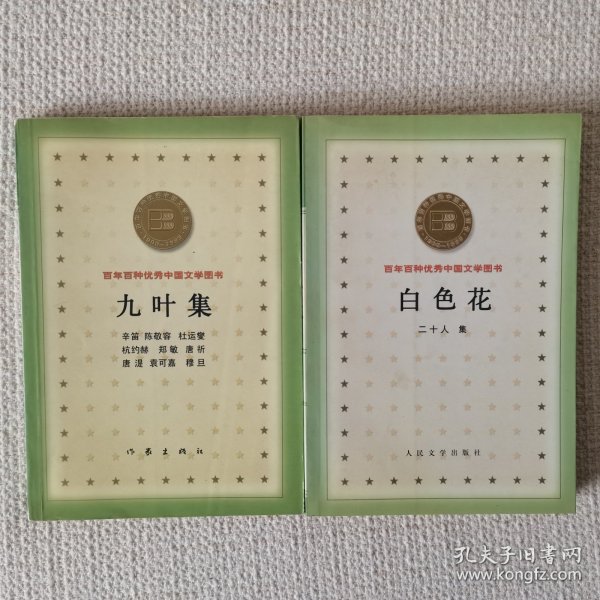 百年百种优秀中国文学图书
九叶集
辛笛 陈敬容 杜运燮
杭约赫 郑敏 唐祈
唐湜 袁可嘉 穆旦
作家出版社
百年百种优秀中国文学图书
白色花
二十人 集
人民文学出版社
孔夫子旧书网
www.kongfz.com